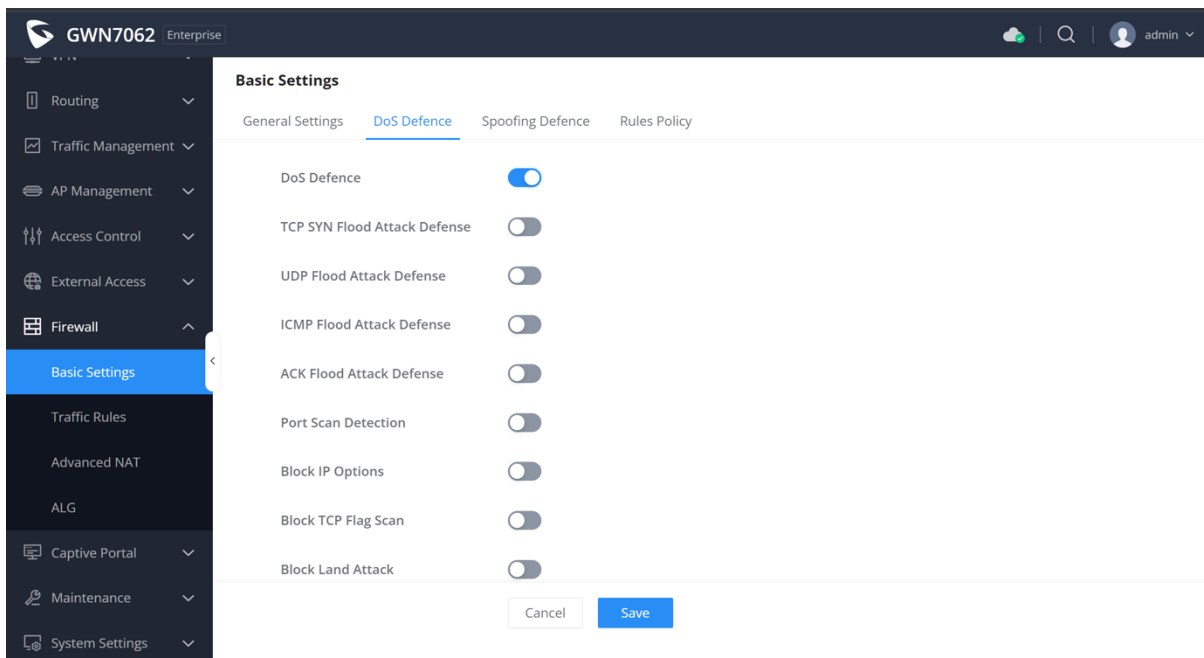 GWN7062 Enterprise
admin
VPN
Routing
Traffic Management
AP Management
Access Control
External Access
Firewall
Basic Settings
Traffic Rules
Advanced NAT
ALG
Captive Portal
Maintenance
System Settings
Basic Settings
General Settings DoS Defence Spoofing Defence Rules Policy
DoS Defence
TCP SYN Flood Attack Defense
UDP Flood Attack Defense
ICMP Flood Attack Defense
ACK Flood Attack Defense
Port Scan Detection
Block IP Options
Block TCP Flag Scan
Block Land Attack
Cancel Save